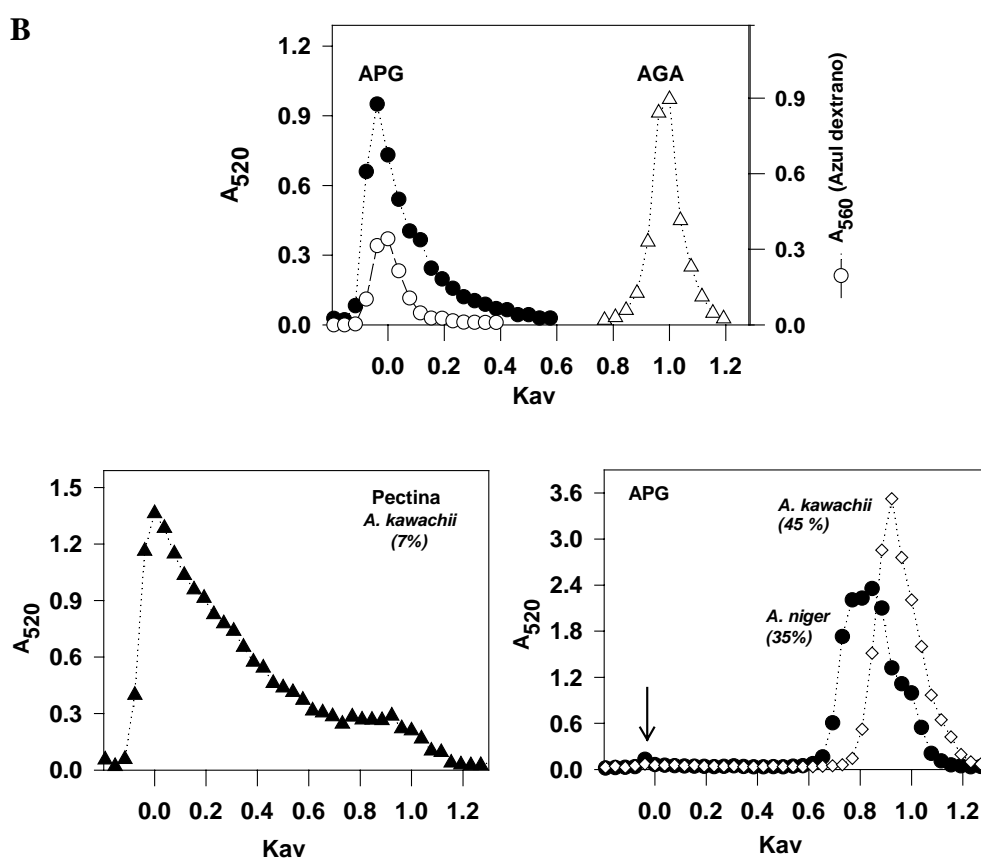 B
APG
AGA
1.2
0.9
0.6
0.3
0.0
A520
0.9
0.6
0.3
0.0
A560 (Azul dextrano)
0.0 0.2 0.4 0.6 0.8 1.0 1.2
Kav
Pectina
A. kawachii
(7%)
1.5
1.2
0.9
0.6
0.3
0.0
A520
0.0 0.2 0.4 0.6 0.8 1.0 1.2
Kav
APG
A. kawachii
(45 %)
A. niger
(35%)
3.6
3.0
2.4
1.8
1.2
0.6
0.0
A520
0.0 0.2 0.4 0.6 0.8 1.0 1.2
Kav